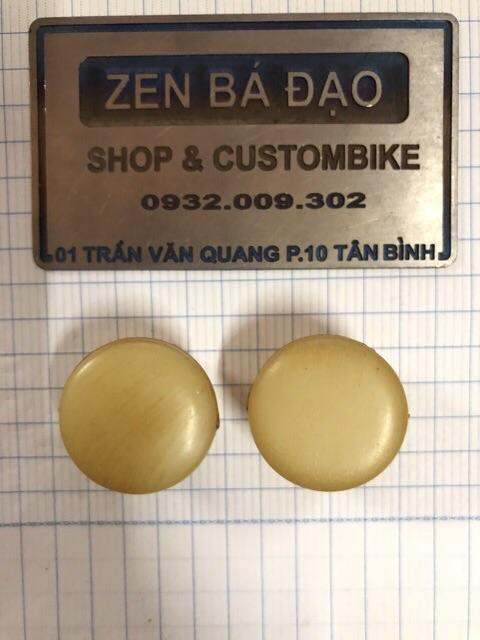 ZEN BÁ ĐẠO
SHOP & CUSTOMBIKE
0932.009.302
01 TRẦN VĂN QUANG P.10 TÂN BÌNH